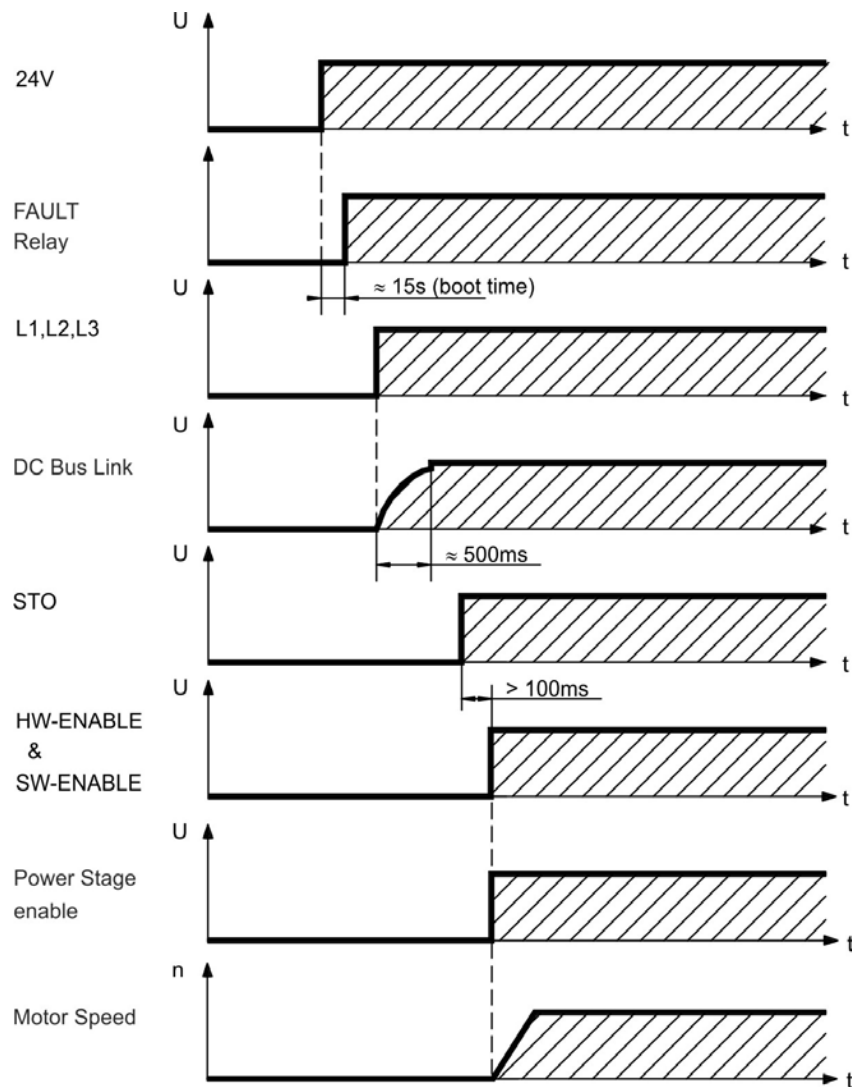 U
24V
t
FAULT
Relay
t
≈ 15s (boot time)
U
L1,L2,L3
t
U
DC Bus Link
t
≈ 500ms
U
STO
t
> 100ms
U
HW-ENABLE
&
SW-ENABLE
t
U
Power Stage
enable
t
n
Motor Speed
t